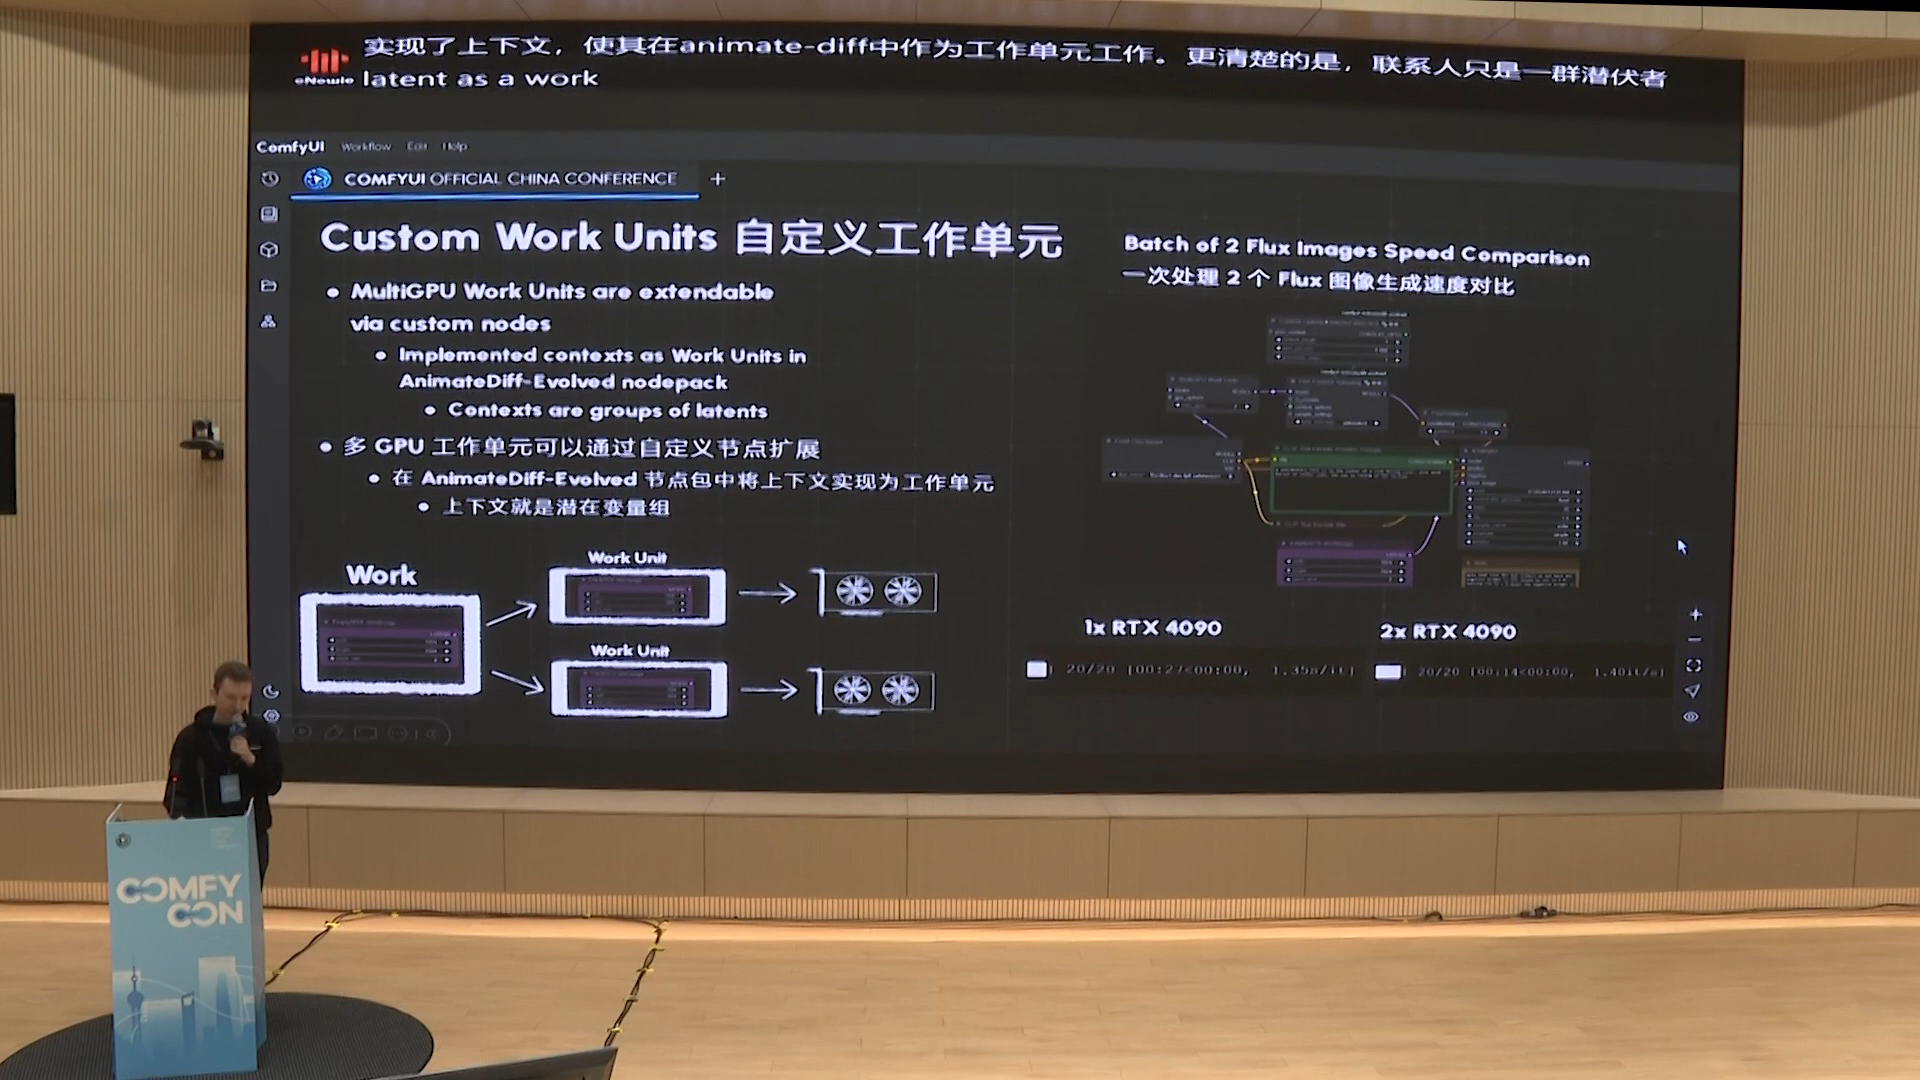 实现了上下文，使其在animate-diff中作为工作单元工作。更清楚的是，联系人只是一群潜伏者
latent as a work
eNewie
ComfyUI Workflow Edit Help
COMFYUI OFFICIAL CHINA CONFERENCE +
Custom Work Units 自定义工作单元
• MultiGPU Work Units are extendable
via custom nodes
• Implemented contexts as Work Units in
AnimateDiff-Evolved nodepack
• Contexts are groups of latents
• 多 GPU 工作单元可以通过自定义节点扩展
• 在 AnimateDiff-Evolved 节点包中将上下文实现为工作单元
• 上下文就是潜在变量组
Work
Work Unit
Work Unit
Batch of 2 Flux Images Speed Comparison
一次处理 2 个 Flux 图像生成速度对比
1x RTX 4090
20/20 [00:27<00:00, 1.35s/it]
2x RTX 4090
20/20 [00:14<00:00, 1.40it/s]
COMFY
CON